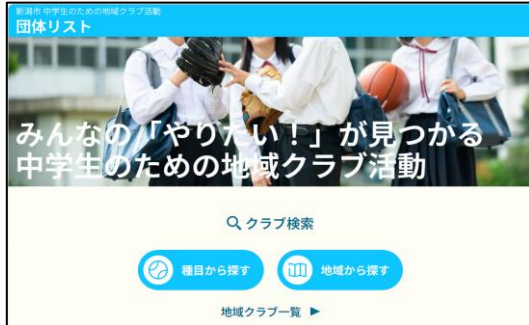 新潟市 中学生のための地域クラブ活動
団体リスト
みんなの「やりたい！」が見つかる
中学生のための地域クラブ活動
クラブ検索
種目から探す
地域から探す
地域クラブ一覧 ▶